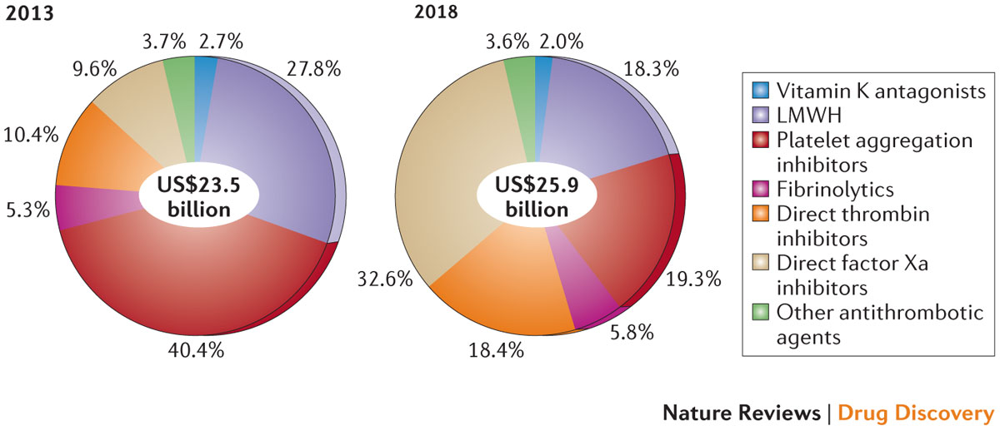 2013
3.7%
2.7%
27.8%
9.6%
10.4%
5.3%
40.4%
US$23.5
billion
2018
3.6%
2.0%
18.3%
32.6%
19.3%
5.8%
18.4%
US$25.9
billion
Vitamin K antagonists
LMWH
Platelet aggregation
inhibitors
Fibrinolytics
Direct thrombin
inhibitors
Direct factor Xa
inhibitors
Other antithrombotic
agents
Nature Reviews | Drug Discovery